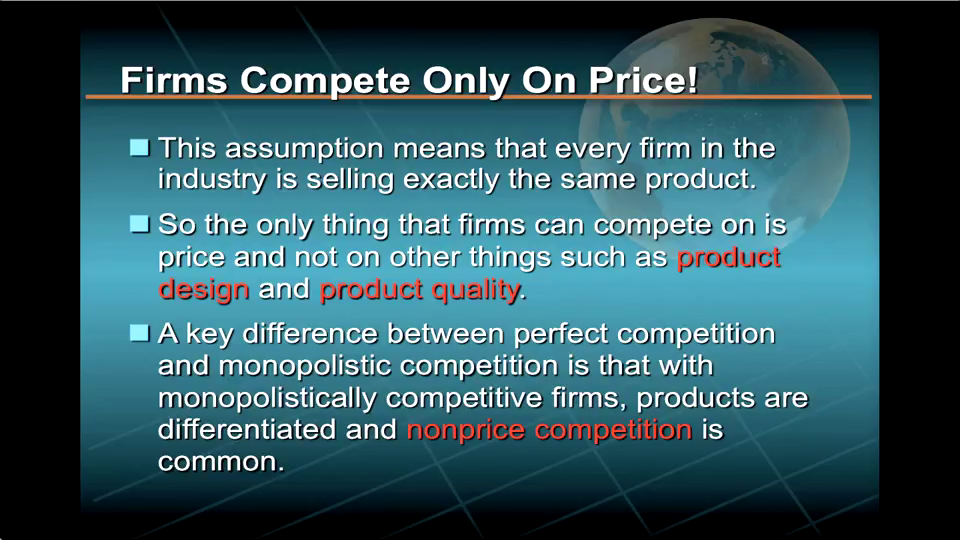 Firms Compete Only On Price!
This assumption means that every firm in the
industry is selling exactly the same product.
So the only thing that firms can compete on is
price and not on other things such as product
design and product quality.
A key difference between perfect competition
and monopolistic competition is that with
monopolistically competitive firms, products are
differentiated and nonprice competition is
common.